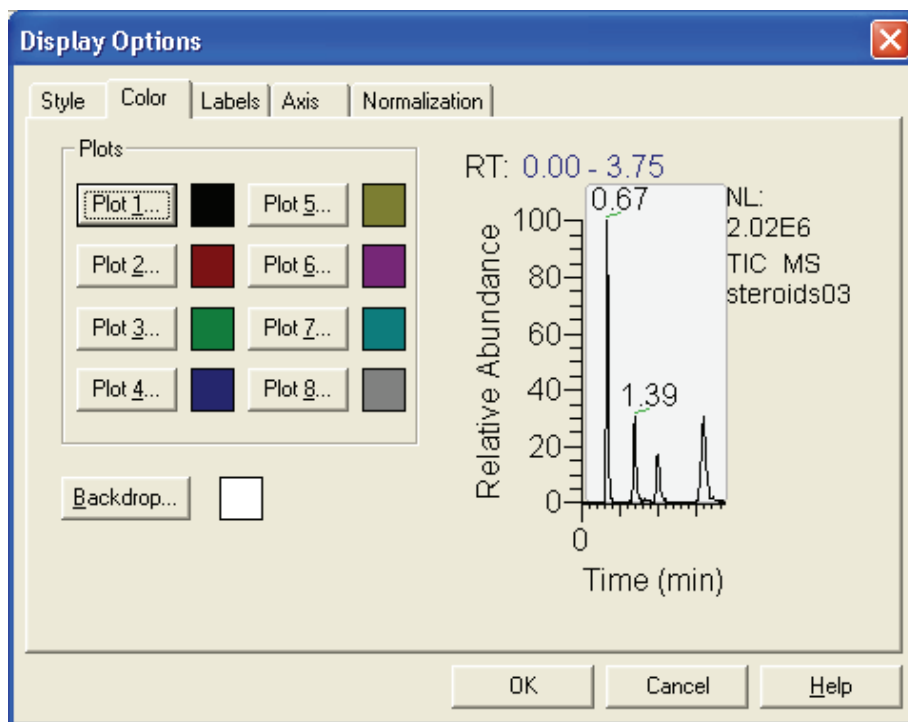 Display Options
Style Color Labels Axis Normalization
Plots
Plot 1... Plot 5...
Plot 2... Plot 6...
Plot 3... Plot 7...
Plot 4... Plot 8...
Backdrop...
RT: 0.00 - 3.75
0.67
NL:
2.02E6
TIC MS
steroids03
100
80
60
40
20
0
Relative Abundance
1.39
0
Time (min)
OK Cancel Help